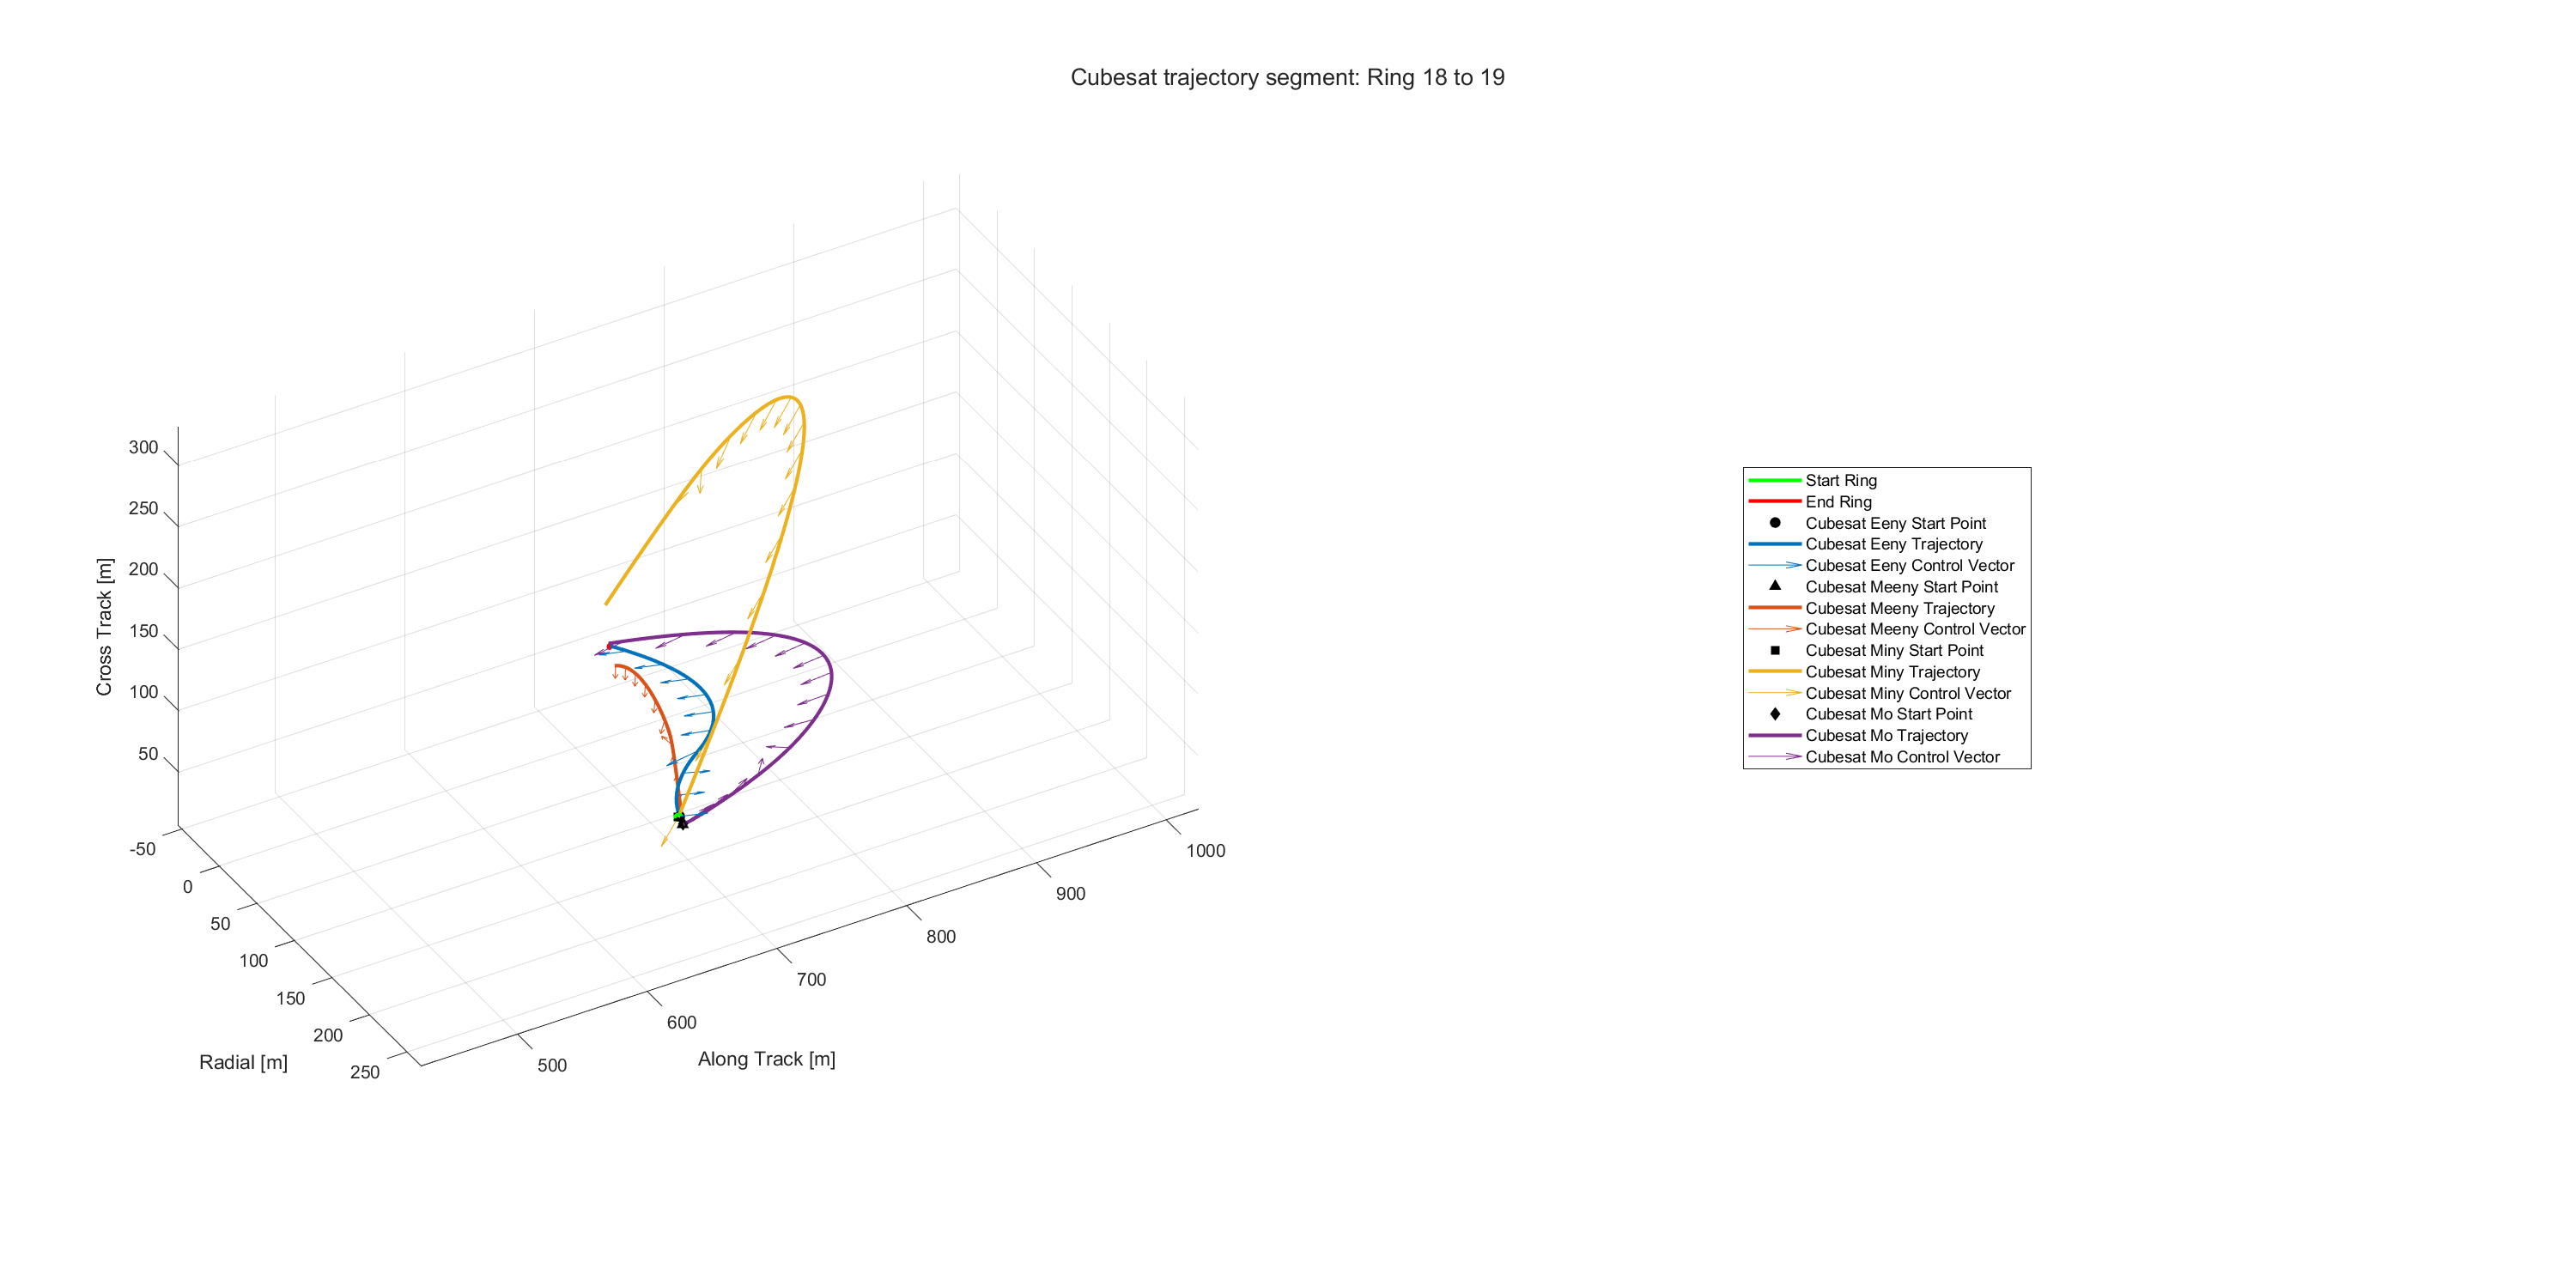 Cubesat trajectory segment: Ring 18 to 19
300
250
200
150
100
50
Cross Track [m]
-50
0
50
100
150
200
250
Radial [m]
500
600
700
800
900
1000
Along Track [m]
Start Ring
End Ring
Cubesat Eeny Start Point
Cubesat Eeny Trajectory
Cubesat Eeny Control Vector
Cubesat Meeny Start Point
Cubesat Meeny Trajectory
Cubesat Meeny Control Vector
Cubesat Miny Start Point
Cubesat Miny Trajectory
Cubesat Miny Control Vector
Cubesat Mo Start Point
Cubesat Mo Trajectory
Cubesat Mo Control Vector